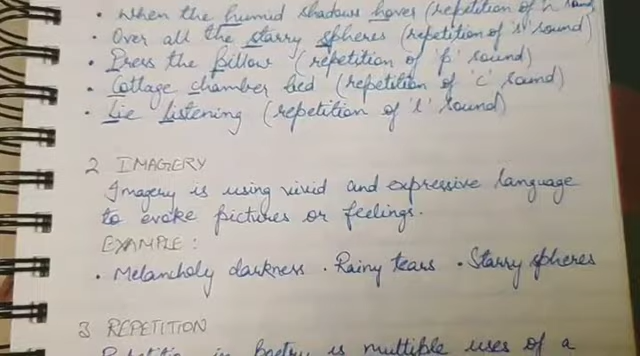 • When the humid shadows hover (repetition of h sound
• Over all the starry spheres (repetition of 's' sound)
• Press the pillow (repetition of 'p' sound)
• Cottage chamber bed (repetition of 'c' sound)
• Lie listening (repetition of 'l' sound)
2 IMAGERY
Imagery is using vivid and expressive language
to evoke pictures or feelings.
EXAMPLE:
• Melancholy darkness • Rainy tears • Starry spheres
3 REPETITION
Repetition in Poetry is multiple uses of a